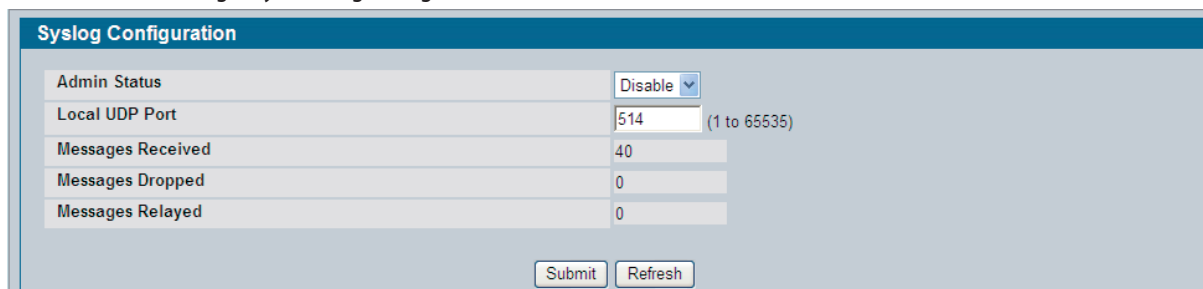 Syslog Configuration
Admin Status Disable
Local UDP Port 514 (1 to 65535)
Messages Received 40
Messages Dropped 0
Messages Relayed 0
Submit Refresh